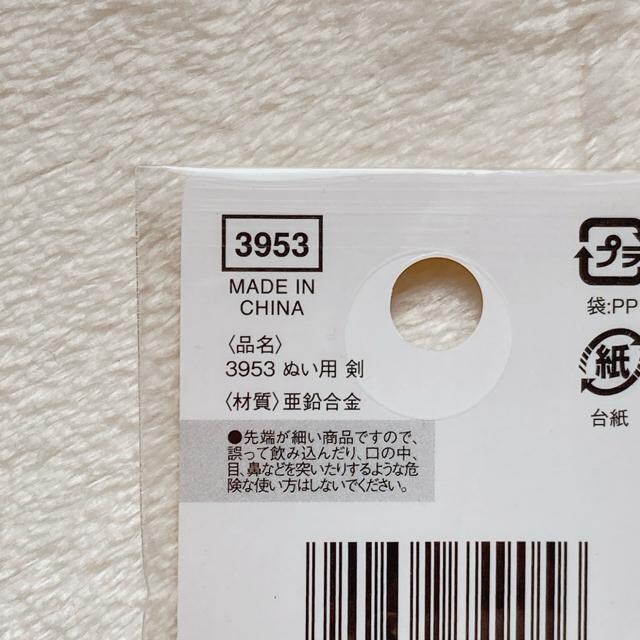 3953
MADE IN
CHINA
〈品名〉
3953 ぬい用 剣
〈材質〉亜鉛合金
●先端が細い商品ですので、
誤って飲み込んだり、口の中、
目、鼻などを突いたりするような危
険な使い方はしないでください。
プラ
袋:PP
紙
台紙